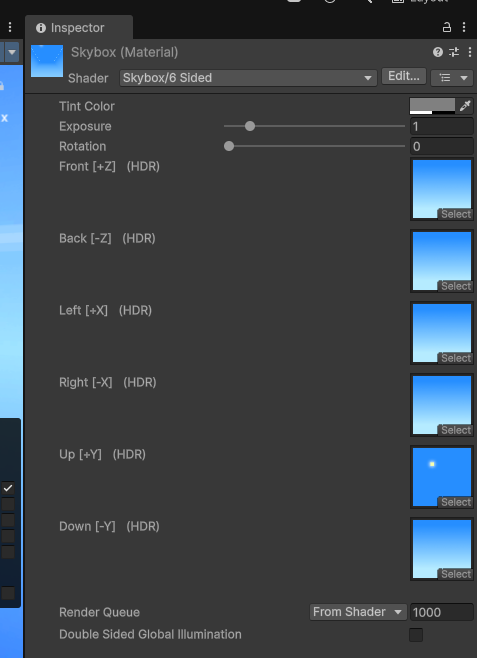 Layout
Inspector
Skybox (Material)
Shader Skybox/6 Sided Edit...
x
Tint Color
Exposure 1
Rotation 0
Front [+Z] (HDR)
Select
Back [-Z] (HDR)
Select
Left [+X] (HDR)
Select
Right [-X] (HDR)
Select
Up [+Y] (HDR)
Select
Down [-Y] (HDR)
Select
Render Queue From Shader 1000
Double Sided Global Illumination